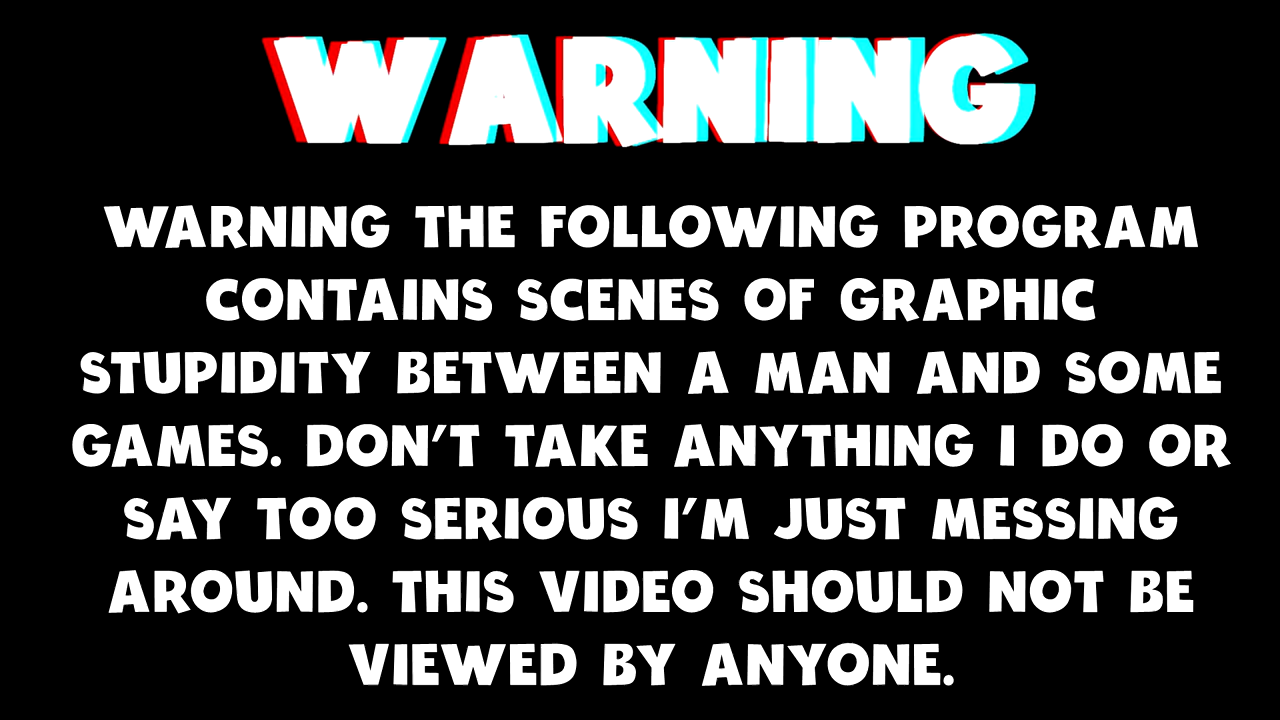 WARNING
WARNING THE FOLLOWING PROGRAM
CONTAINS SCENES OF GRAPHIC
STUPIDITY BETWEEN A MAN AND SOME
GAMES. DON'T TAKE ANYTHING I DO OR
SAY TOO SERIOUS I'M JUST MESSING
AROUND. THIS VIDEO SHOULD NOT BE
VIEWED BY ANYONE.